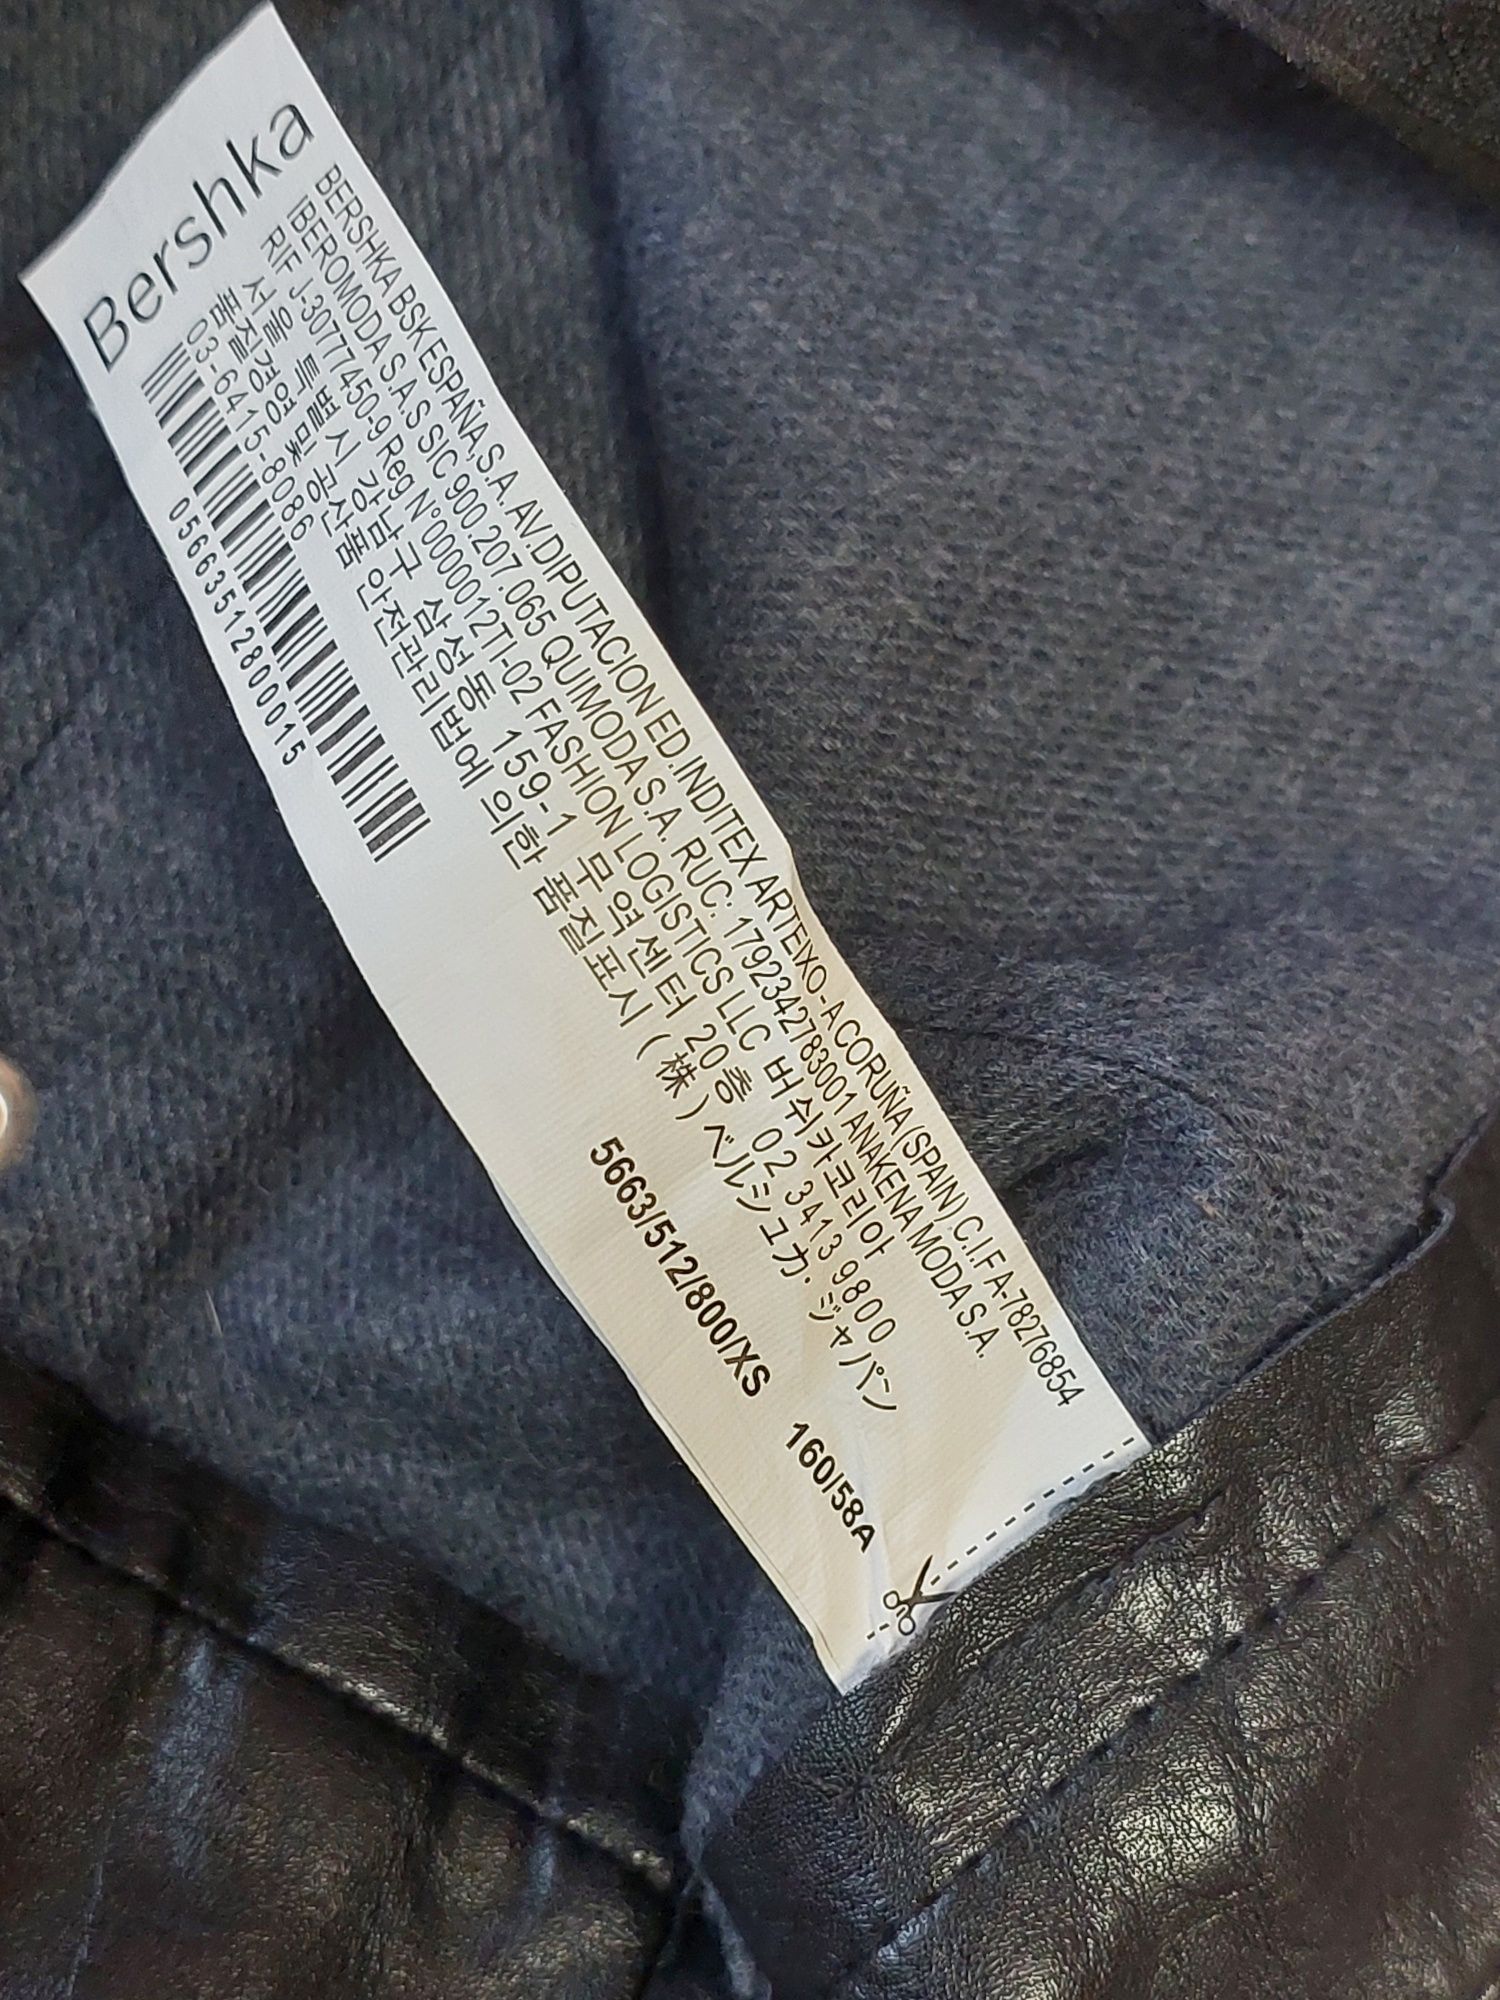 Bershka
BERSHKA BSK ESPAÑA, S.A. AV.DIPUTACION ED.INDITEX ARTEIXO-A CORUÑA (SPAIN) C.I.F A-78276854
IBEROMODA S.A.S SIC 900.207.065 QUIMODA S.A. RUC: 1792342783001 ANAKENA MODA S.A.
RIF J-30777450-9 Reg N°0000012TI-02 FASHION LOGISTICS LLC 버쉬카코리아
서울 특별시 강남구 삼성동 159-1 무역센터 20층 02 3413 9800
품질경영및공산품 안전관리법에 의한 품질표시 (株) ベルシュカ・ジャパン
03-6415-8086
05663512800015
5663/512/800/XS 160/58A